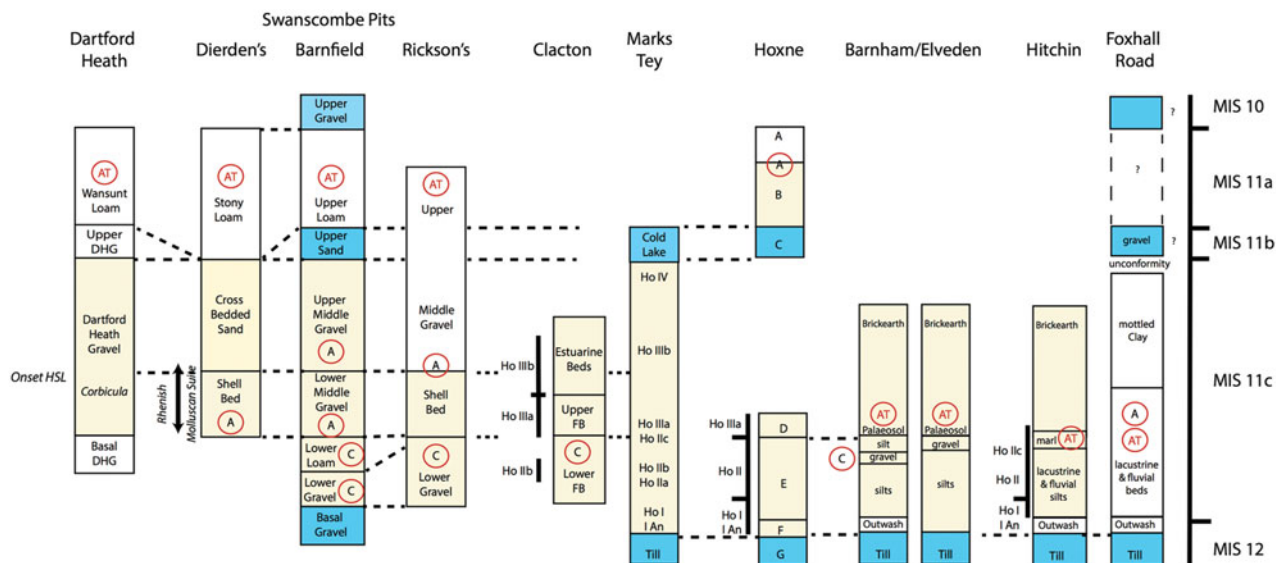 Swanscombe Pits
Dartford
Heath
Dierden's
Barnfield
Rickson's
Clacton
Marks
Tey
Hoxne
Barnham/Elveden
Hitchin
Foxhall
Road
AT
Wansunt
Loam
Upper
DHG
Dartford
Heath
Gravel
Corbicula
Basal
DHG
Onset HSL
Rhenish
Molluscan Suite
AT
Stony
Loam
Cross
Bedded
Sand
Shell
Bed
A
Upper
Gravel
AT
Upper
Loam
Upper
Sand
Upper
Middle
Gravel
A
Lower
Middle
Gravel
A
Lower
Loam
C
Lower
Gravel
C
Basal
Gravel
AT
Upper
Middle
Gravel
A
Shell
Bed
C
Lower
Gravel
Ho IIIb
Ho IIIa
Ho IIb
Estuarine
Beds
Upper
FB
C
Lower
FB
Cold
Lake
Ho IV
Ho IIIb
Ho IIIa
Ho IIc
Ho IIb
Ho IIa
Ho I
I An
Till
A
A
B
C
Ho IIIa
Ho II
Ho I
I An
D
E
F
G
Brickearth
AT
Palaeosol
silt
C
gravel
silts
Outwash
Till
Brickearth
AT
Palaeosol
gravel
silts
Till
Ho IIc
Ho II
Ho I
I An
Brickearth
marl
AT
lacustrine
& fluvial
silts
Outwash
Till
?
?
gravel
?
unconformity
mottled
Clay
A
AT
lacustrine
& fluvial
beds
Outwash
Till
MIS 10
MIS 11a
MIS 11b
MIS 11c
MIS 12